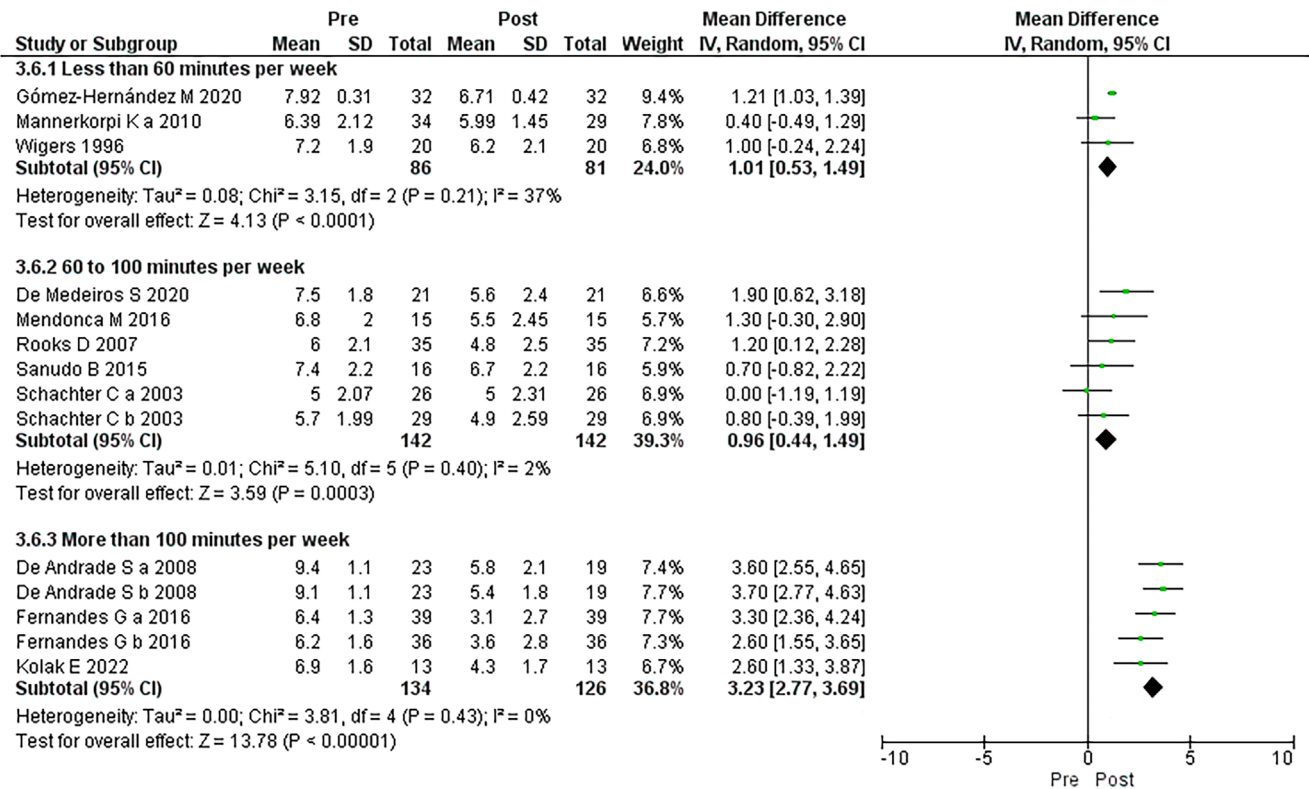 Pre Post Mean Difference Mean Difference
Study or Subgroup Mean SD Total Mean SD Total Weight IV, Random, 95% CI IV, Random, 95% CI
3.6.1 Less than 60 minutes per week
Gómez-Hernández M 2020 7.92 0.31 32 6.71 0.42 32 9.4% 1.21 [1.03, 1.39]
Mannerkorpi K a 2010 6.39 2.12 34 5.99 1.45 29 7.8% 0.40 [-0.49, 1.29]
Wigers 1996 7.2 1.9 20 6.2 2.1 20 6.8% 1.00 [-0.24, 2.24]
Subtotal (95% CI) 86 81 24.0% 1.01 [0.53, 1.49]
Heterogeneity: Tau² = 0.08; Chi² = 3.15, df = 2 (P = 0.21); I² = 37%
Test for overall effect: Z = 4.13 (P < 0.0001)
3.6.2 60 to 100 minutes per week
De Medeiros S 2020 7.5 1.8 21 5.6 2.4 21 6.6% 1.90 [0.62, 3.18]
Mendonca M 2016 6.8 2 15 5.5 2.45 15 5.7% 1.30 [-0.30, 2.90]
Rooks D 2007 6 2.1 35 4.8 2.5 35 7.2% 1.20 [0.12, 2.28]
Sanudo B 2015 7.4 2.2 16 6.7 2.2 16 5.9% 0.70 [-0.82, 2.22]
Schachter C a 2003 5 2.07 26 5 2.31 26 6.9% 0.00 [-1.19, 1.19]
Schachter C b 2003 5.7 1.99 29 4.9 2.59 29 6.9% 0.80 [-0.39, 1.99]
Subtotal (95% CI) 142 142 39.3% 0.96 [0.44, 1.49]
Heterogeneity: Tau² = 0.01; Chi² = 5.10, df = 5 (P = 0.40); I² = 2%
Test for overall effect: Z = 3.59 (P = 0.0003)
3.6.3 More than 100 minutes per week
De Andrade S a 2008 9.4 1.1 23 5.8 2.1 19 7.4% 3.60 [2.55, 4.65]
De Andrade S b 2008 9.1 1.1 23 5.4 1.8 19 7.7% 3.70 [2.77, 4.63]
Fernandes G a 2016 6.4 1.3 39 3.1 2.7 39 7.7% 3.30 [2.36, 4.24]
Fernandes G b 2016 6.2 1.6 36 3.6 2.8 36 7.3% 2.60 [1.55, 3.65]
Kolak E 2022 6.9 1.6 13 4.3 1.7 13 6.7% 2.60 [1.33, 3.87]
Subtotal (95% CI) 134 126 36.8% 3.23 [2.77, 3.69]
Heterogeneity: Tau² = 0.00; Chi² = 3.81, df = 4 (P = 0.43); I² = 0%
Test for overall effect: Z = 13.78 (P < 0.00001)
-10 -5 0 5 10
Pre Post